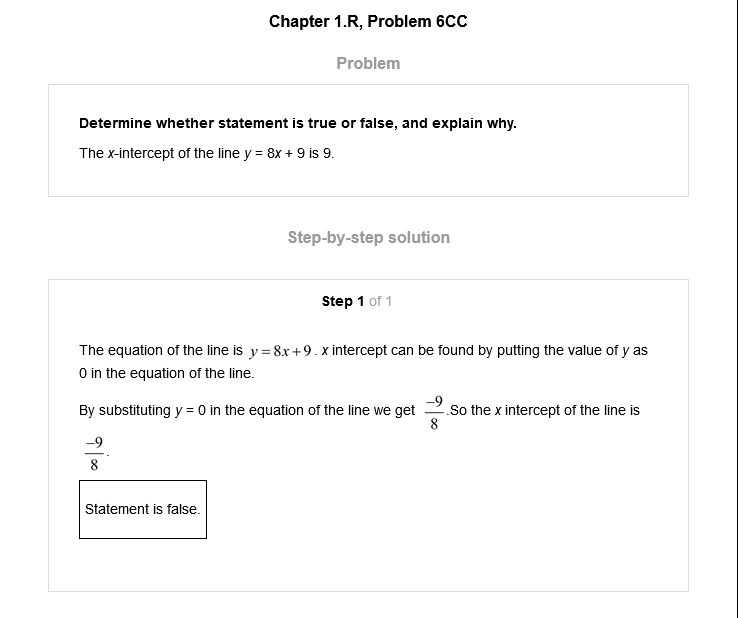 Chapter 1.R, Problem 6CC
Problem
Determine whether statement is true or false, and explain why.
The x-intercept of the line y = 8x + 9 is 9.
Step-by-step solution
Step 1 of 1
The equation of the line is y = 8x + 9 . x intercept can be found by putting the value of y as
0 in the equation of the line.
By substituting y = 0 in the equation of the line we get −9/8 .So the x intercept of the line is
−9/8 .
Statement is false.